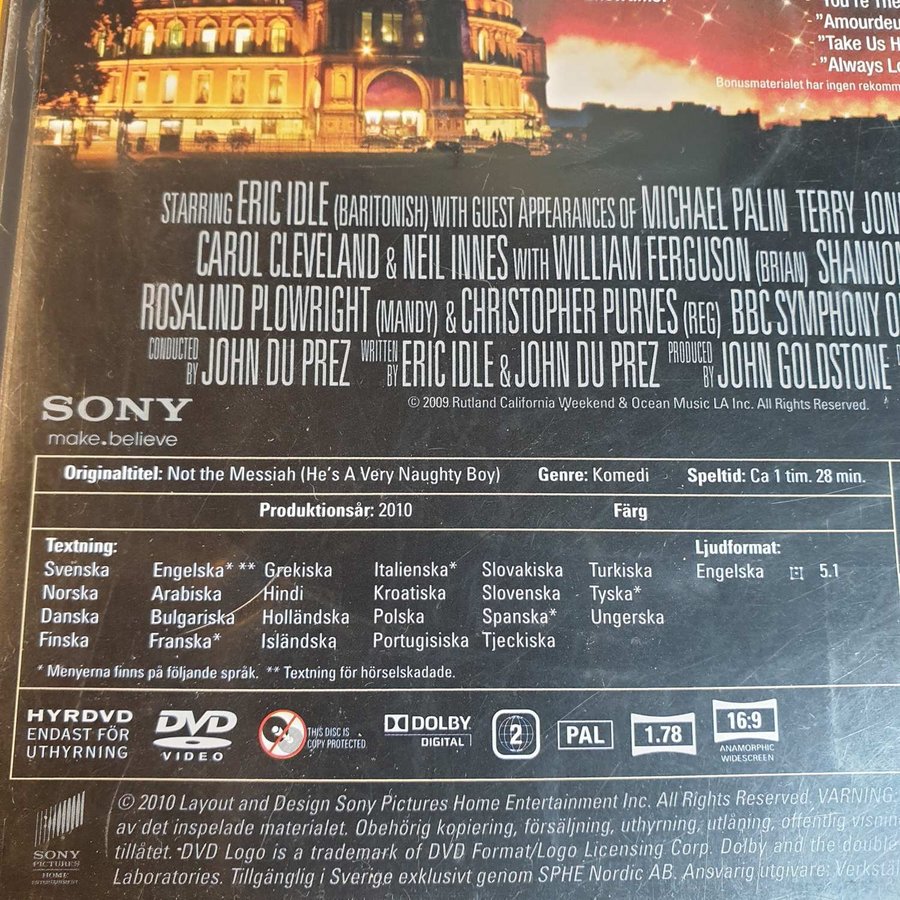 "You're The
- "Amourdeu
- "Take Us H
- "Always Lo
Bonusmaterialet har ingen rekomm
STARRING ERIC IDLE (BARITONISH) WITH GUEST APPEARANCES OF MICHAEL PALIN TERRY JON
CAROL CLEVELAND & NEIL INNES WITH WILLIAM FERGUSON (BRIAN) SHANNON
ROSALIND PLOWRIGHT (MANDY) & CHRISTOPHER PURVES (REG) BBC SYMPHONY O
CONDUCTED BY JOHN DU PREZ WRITTEN BY ERIC IDLE & JOHN DU PREZ PRODUCED BY JOHN GOLDSTONE
© 2009 Rutland California Weekend & Ocean Music LA Inc. All Rights Reserved.
SONY
make.believe
Originaltitel: Not the Messiah (He's A Very Naughty Boy) Genre: Komedi Speltid: Ca 1 tim. 28 min.
Produktionsår: 2010 Färg
Textning: Ljudformat:
Svenska Engelska* ** Grekiska Italienska* Slovakiska Turkiska Engelska 5.1
Norska Arabiska Hindi Kroatiska Slovenska Tyska*
Danska Bulgariska Holländska Polska Spanska* Ungerska
Finska Franska* Isländska Portugisiska Tjeckiska
* Menyerna finns på följande språk. ** Textning för hörselskadade.
HYRDVD
ENDAST FÖR
UTHYRNING
DVD
VIDEO
THIS DISC IS
COPY PROTECTED
DOLBY
DIGITAL
2
PAL
1.78
16:9
ANAMORPHIC
WIDESCREEN
© 2010 Layout and Design Sony Pictures Home Entertainment Inc. All Rights Reserved. VARNING.
av det inspelade materialet. Obehörig kopiering, försäljning, uthyrning, utlåning, offentlig visnin
tillåtet. "DVD Logo is a trademark of DVD Format/Logo Licensing Corp. Dolby and the double
Laboratories. Tillgänglig i Sverige exklusivt genom SPHE Nordic AB. Ansvarig utgivare: Verkstäl
SONY
PICTURES
HOME
ENTERTAINMENT